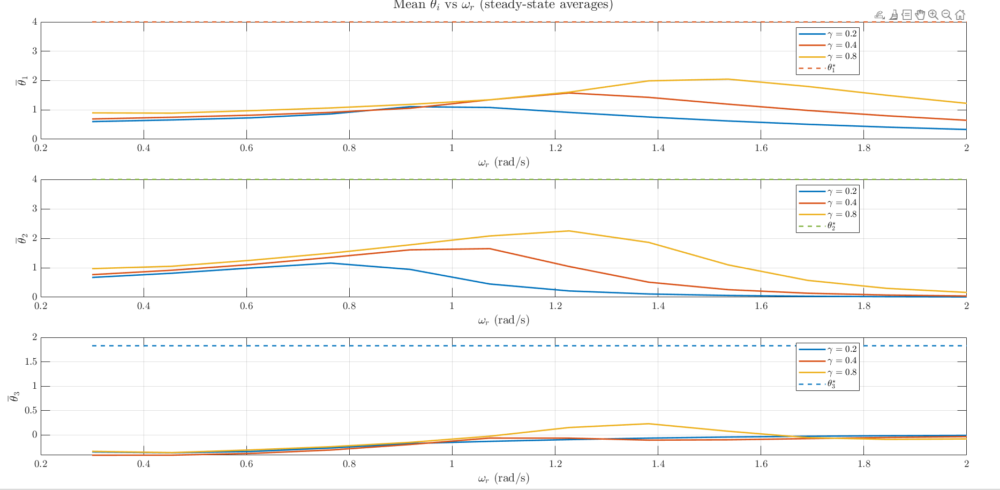 Mean θ_i vs ω_r (steady-state averages)
4
3
2
1
0
θ̅_1
γ = 0.2
γ = 0.4
γ = 0.8
θ_1^⋆
0.2 0.4 0.6 0.8 1 1.2 1.4 1.6 1.8 2
ω_r (rad/s)
4
3
2
1
0
θ̅_2
γ = 0.2
γ = 0.4
γ = 0.8
θ_2^⋆
0.2 0.4 0.6 0.8 1 1.2 1.4 1.6 1.8 2
ω_r (rad/s)
2
1.5
1
0.5
0
θ̅_3
γ = 0.2
γ = 0.4
γ = 0.8
θ_3^⋆
0.2 0.4 0.6 0.8 1 1.2 1.4 1.6 1.8 2
ω_r (rad/s)